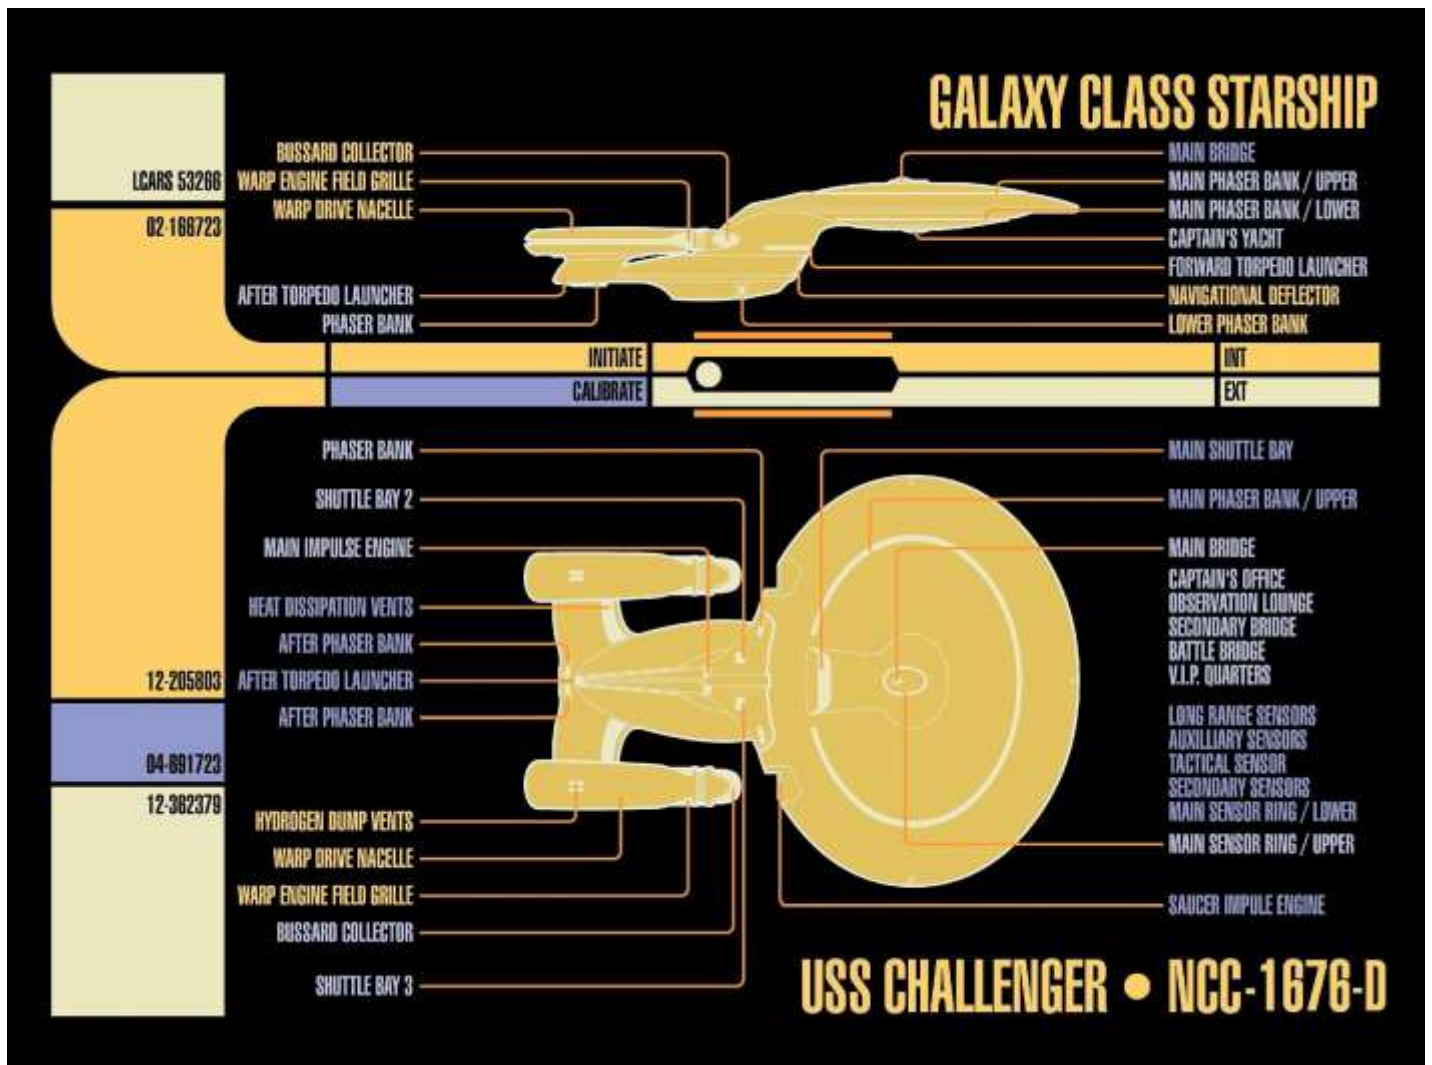 GALAXY CLASS STARSHIP
LCARS 53266
02-166723
BUSSARD COLLECTOR
WARP ENGINE FIELD GRILLE
WARP DRIVE NACELLE
AFTER TORPEDO LAUNCHER
PHASER BANK
MAIN BRIDGE
MAIN PHASER BANK / UPPER
MAIN PHASER BANK / LOWER
CAPTAIN'S YACHT
FORWARD TORPEDO LAUNCHER
NAVIGATIONAL DEFLECTOR
LOWER PHASER BANK
INITIATE
INT
CALIBRATE
EXT
PHASER BANK
SHUTTLE BAY 2
MAIN IMPULSE ENGINE
HEAT DISSIPATION VENTS
AFTER PHASER BANK
AFTER TORPEDO LAUNCHER
AFTER PHASER BANK
12-205803
04-891723
12-362379
HYDROGEN DUMP VENTS
WARP DRIVE NACELLE
WARP ENGINE FIELD GRILLE
BUSSARD COLLECTOR
SHUTTLE BAY 3
MAIN SHUTTLE BAY
MAIN PHASER BANK / UPPER
MAIN BRIDGE
CAPTAIN'S OFFICE
OBSERVATION LOUNGE
SECONDARY BRIDGE
BATTLE BRIDGE
V.I.P. QUARTERS
LONG RANGE SENSORS
AUXILLIARY SENSORS
TACTICAL SENSOR
SECONDARY SENSORS
MAIN SENSOR RING / LOWER
MAIN SENSOR RING / UPPER
SAUCER IMPULE ENGINE
USS CHALLENGER • NCC-1676-D